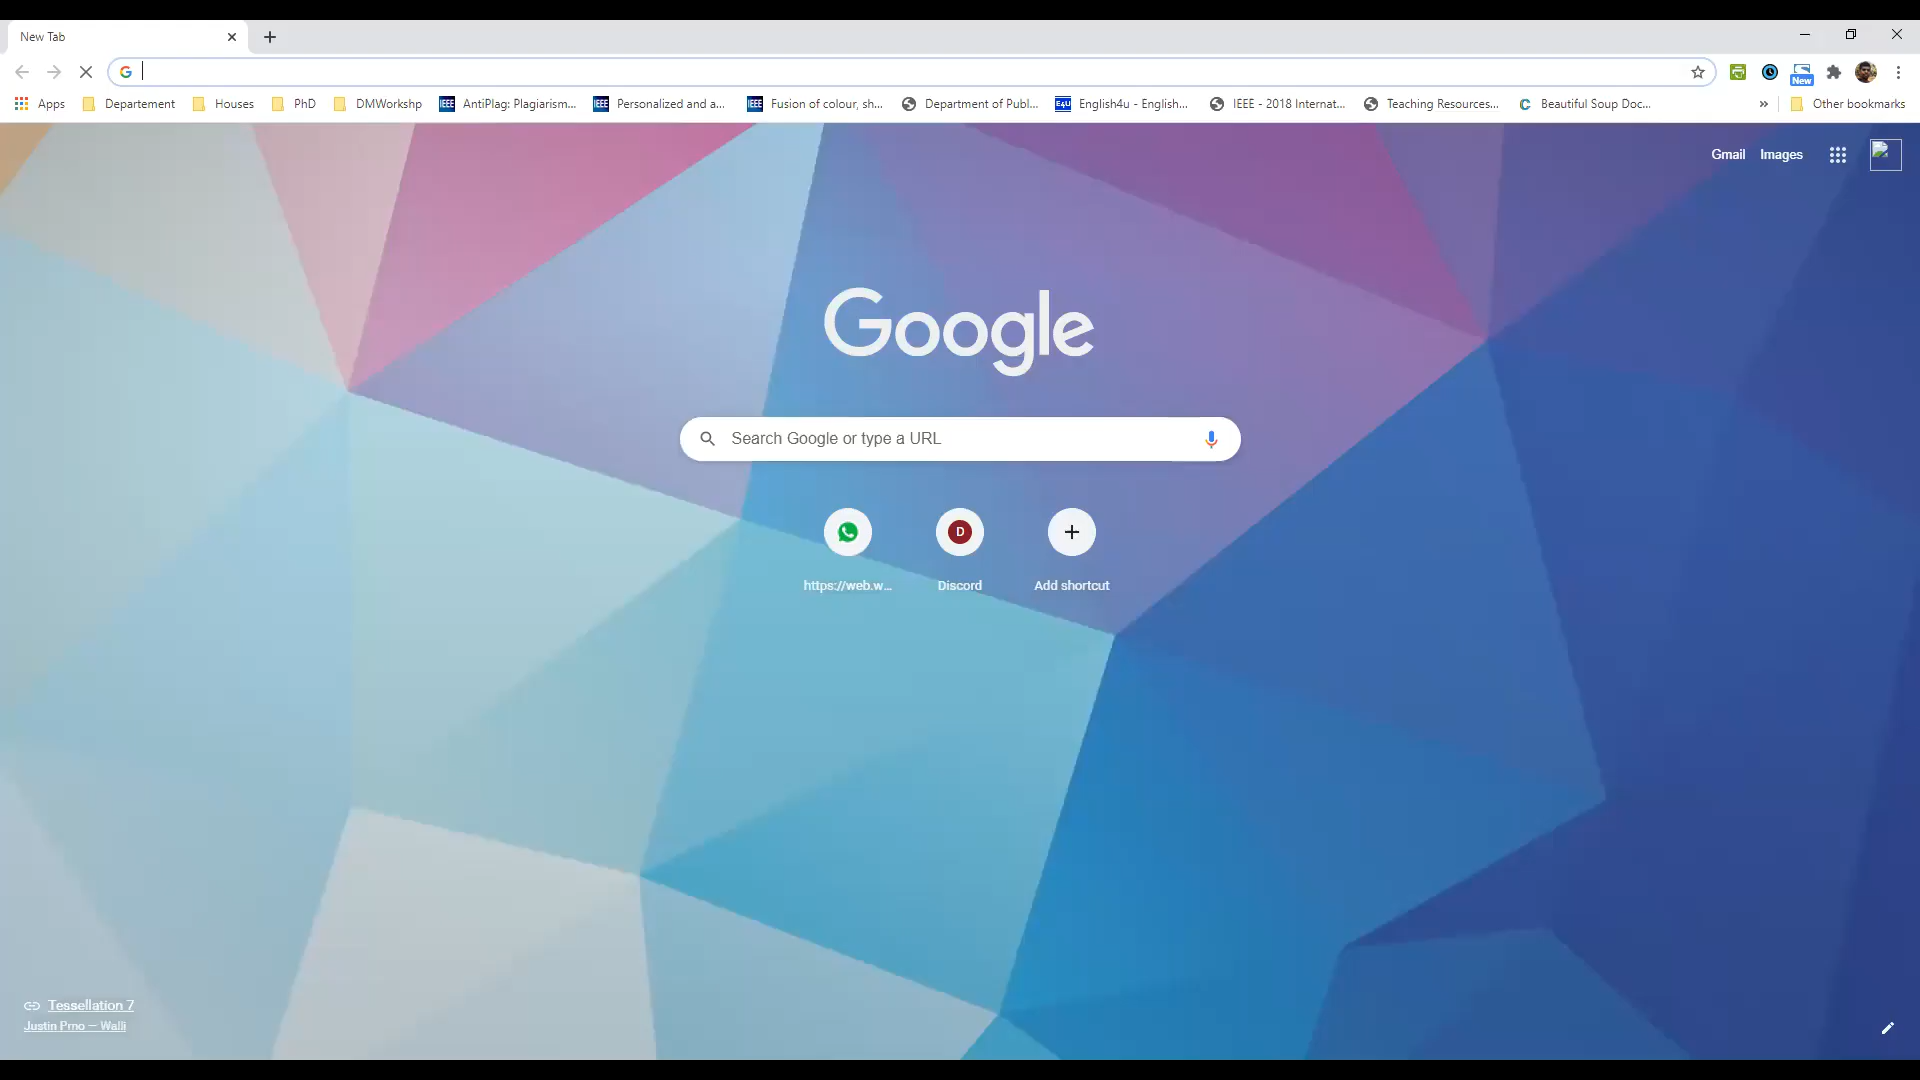 New Tab
Apps
Departement
Houses
PhD
DMWorkshp
AntiPlag: Plagiarism...
Personalized and a...
Fusion of colour, sh...
Department of Publ...
English4u - English...
IEEE - 2018 Internat...
Teaching Resources...
Beautiful Soup Doc...
»
Other bookmarks
New
Gmail
Images
Google
Search Google or type a URL
D
https://web.w...
Discord
Add shortcut
Tessellation 7
Justin Prno — Walli